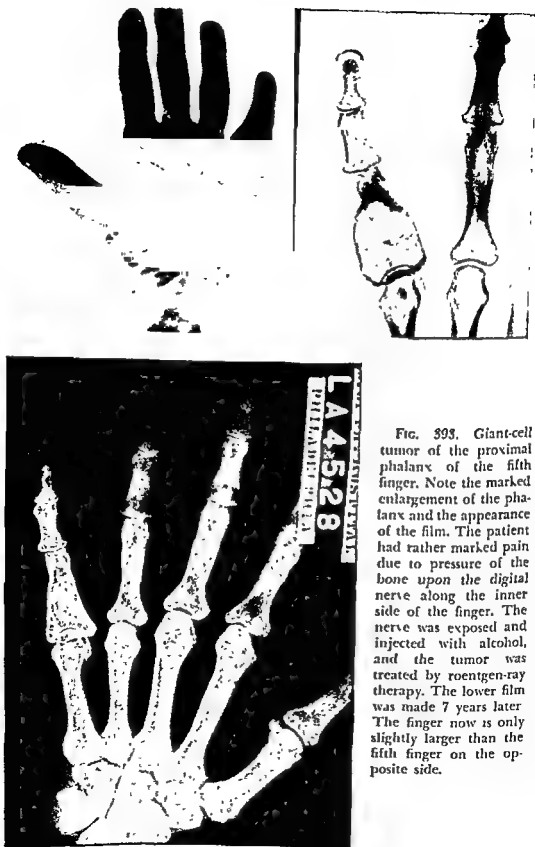 LA4528
PHILADELPHIA
FIG. 393. Giant-cell
tumor of the proximal
phalanx of the fifth
finger. Note the marked
enlargement of the pha-
lanx and the appearance
of the film. The patient
had rather marked pain
due to pressure of the
bone upon the digital
nerve along the inner
side of the finger. The
nerve was exposed and
injected with alcohol,
and the tumor was
treated by roentgen-ray
therapy. The lower film
was made 7 years later
The finger now is only
slightly larger than the
fifth finger on the op-
posite side.